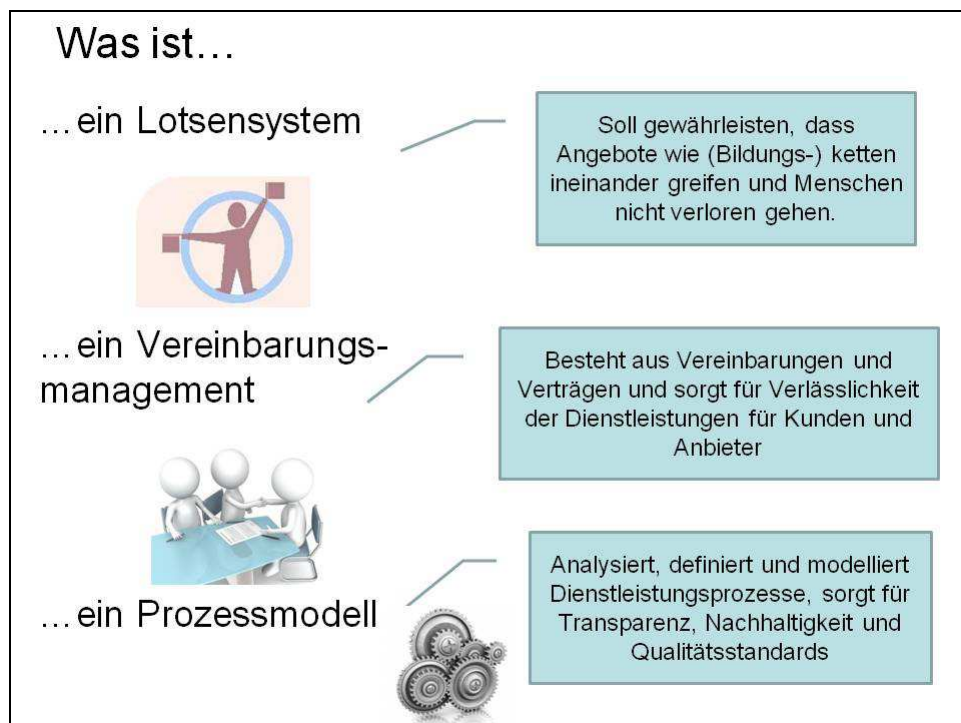 Was ist…
…ein Lotsensystem
Soll gewährleisten, dass
Angebote wie (Bildungs-) ketten
ineinander greifen und Menschen
nicht verloren gehen.
…ein Vereinbarungs-
management
Besteht aus Vereinbarungen und
Verträgen und sorgt für Verlässlichkeit
der Dienstleistungen für Kunden und
Anbieter
…ein Prozessmodell
Analysiert, definiert und modelliert
Dienstleistungsprozesse, sorgt für
Transparenz, Nachhaltigkeit und
Qualitätsstandards